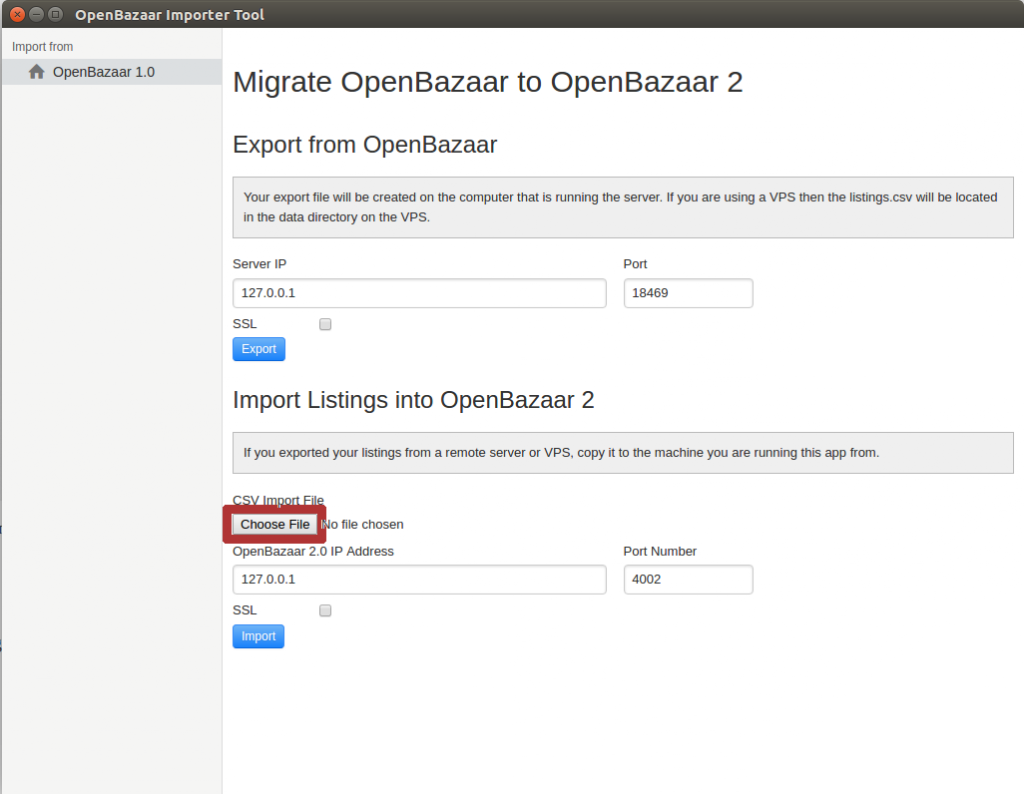 OpenBazaar Importer Tool
Import from
OpenBazaar 1.0
Migrate OpenBazaar to OpenBazaar 2
Export from OpenBazaar
Your export file will be created on the computer that is running the server. If you are using a VPS then the listings.csv will be located
in the data directory on the VPS.
Server IP
Port
127.0.0.1
18469
SSL
Export
Import Listings into OpenBazaar 2
If you exported your listings from a remote server or VPS, copy it to the machine you are running this app from.
CSV Import File
Choose File No file chosen
OpenBazaar 2.0 IP Address
Port Number
127.0.0.1
4002
SSL
Import